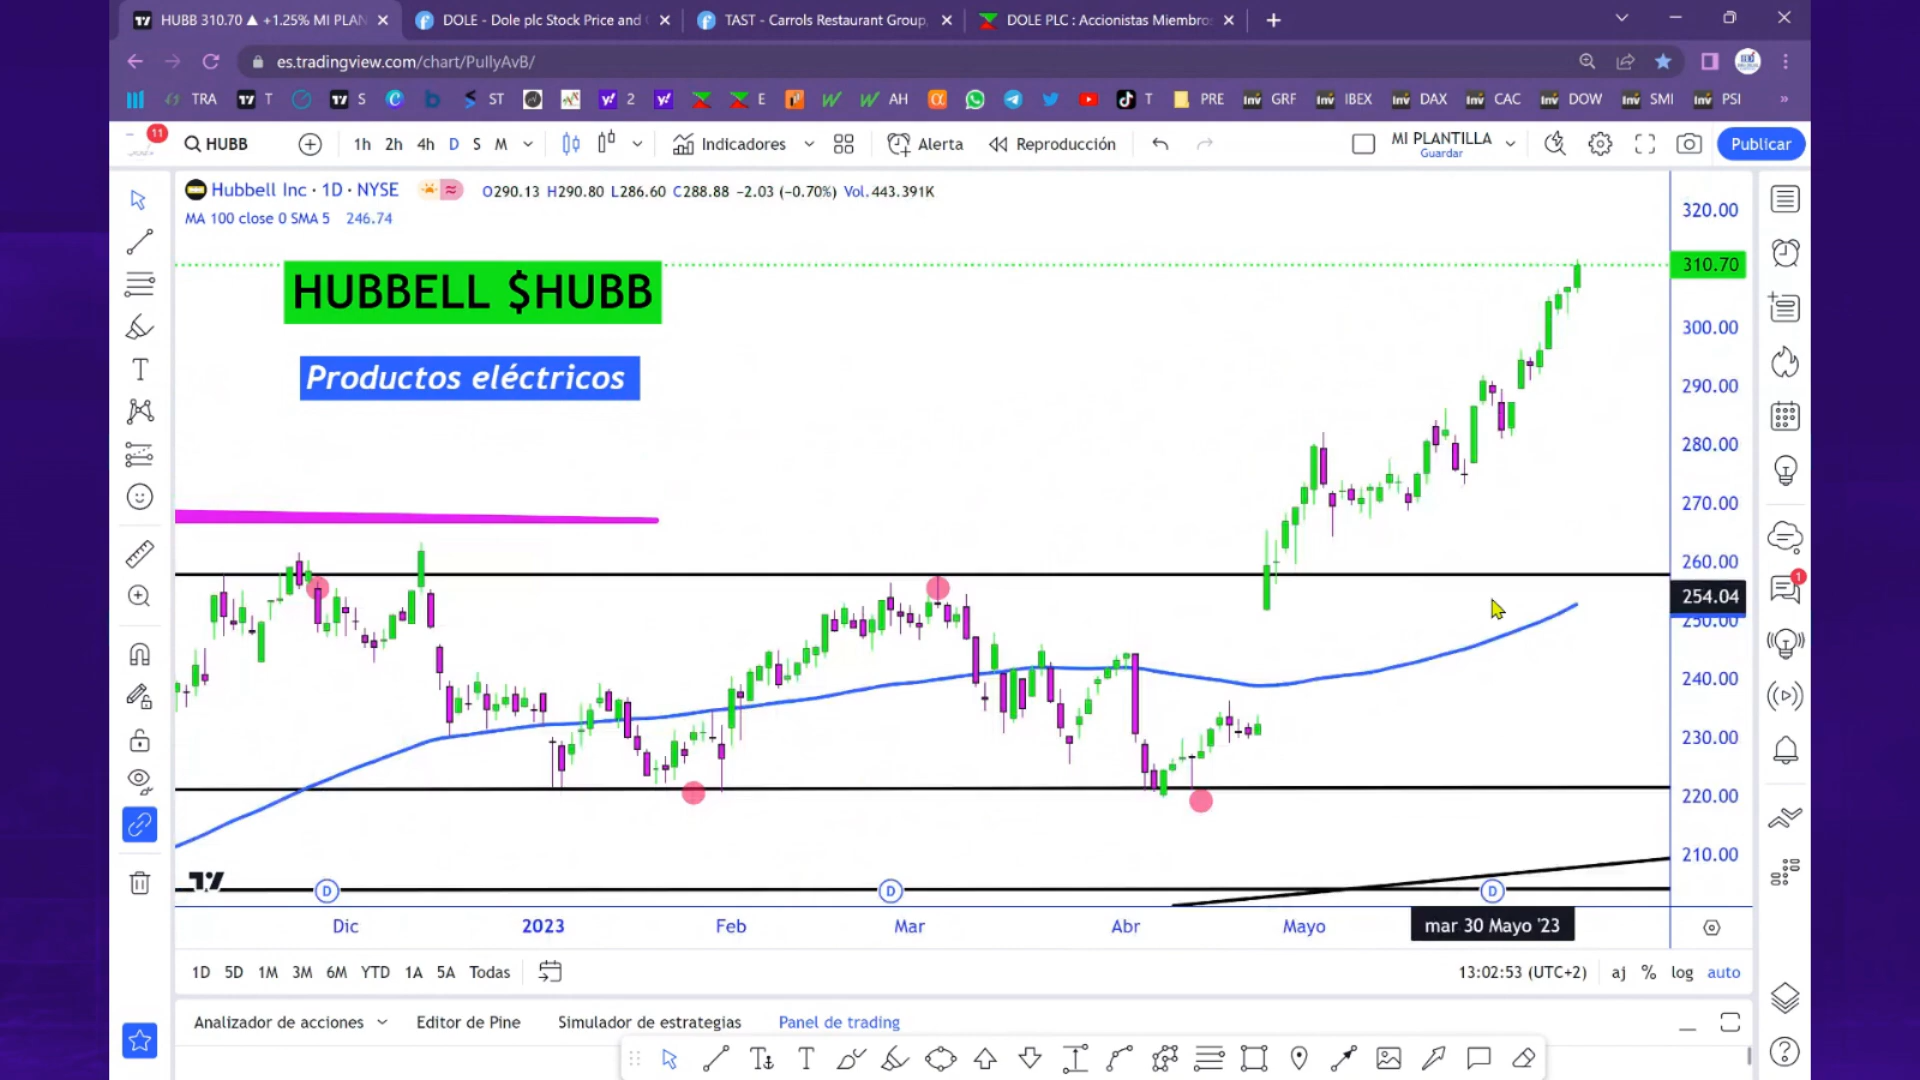 HUBB 310.70 ▲ +1.25% MI PLAN
DOLE - Dole plc Stock Price and
TAST - Carrols Restaurant Group,
DOLE PLC : Accionistas Miembro
es.tradingview.com/chart/PullyAvB/
TRA T S ST 2 E AH T PRE GRF IBEX DAX CAC DOW SMI PSI »
11
HUBB 1h 2h 4h D S M Indicadores Alerta Reproducción MI PLANTILLA Publicar
Guardar
Hubbell Inc · 1D · NYSE O290.13 H290.80 L286.60 C288.88 −2.03 (−0.70%) Vol.443.391K
MA 100 close 0 SMA 5 246.74
HUBBELL $HUBB
Productos eléctricos
320.00
310.70
300.00
290.00
280.00
270.00
260.00
254.04
250.00
240.00
230.00
220.00
210.00
1
D D D
Dic 2023 Feb Mar Abr Mayo mar 30 Mayo '23
1D 5D 1M 3M 6M YTD 1A 5A Todas 13:02:53 (UTC+2) aj % log auto
Analizador de acciones Editor de Pine Simulador de estrategias Panel de trading